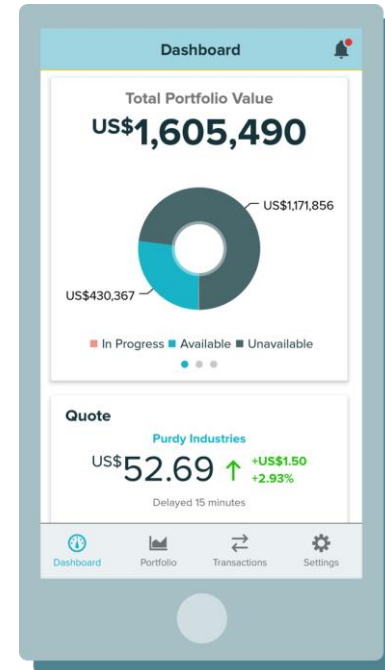 Dashboard
Total Portfolio Value
US$1,605,490
US$1,171,856
US$430,367
In Progress Available Unavailable
Quote
Purdy Industries
US$52.69 ↑ +US$1.50
+2.93%
Delayed 15 minutes
Dashboard Portfolio Transactions Settings